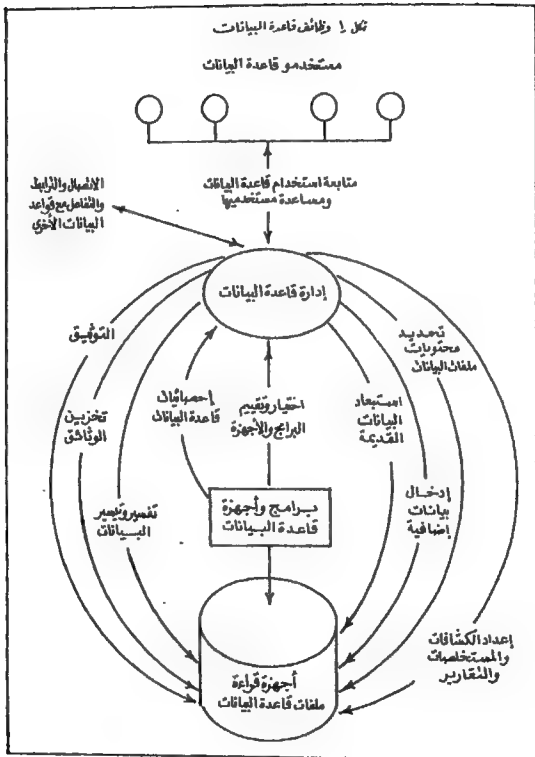 شكل ١ وظائف قاعدة البيانات
مستخدمو قاعدة البيانات
متابعة استخدام قاعدة البيانات
ومساعدة مستخدميها
الاتصال والترابط
والتفاعل مع قواعد
البيانات الأخرى
إدارة قاعدة البيانات
التوثيق
تحديد
محتويات
ملفات البيانات
إحصائيات
قاعدة البيانات
اختيار وتقييم
البرامج والأجهزة
استبعاد
البيانات
القديمة
تخزين
الوثائق
تفسير وتيسير
البيانات
برامج وأجهزة
قاعدة البيانات
إدخال
بيانات
إضافية
إعداد الكشافات
والمستخلصات
والتقارير
أجهزة قراءة
ملفات قاعدة البيانات